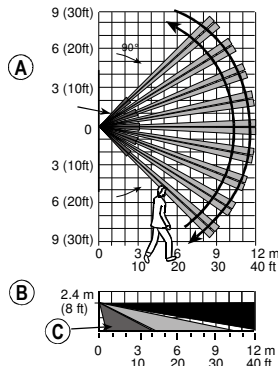 9 (30ft)
6 (20ft)
90°
A
3 (10ft)
0
3 (10ft)
6 (20ft)
9 (30ft)
0 3 6 9 12 m
10 20 30 40 ft
B
2.4 m
(8 ft)
C
0 3 6 9 12 m
10 20 30 40 ft